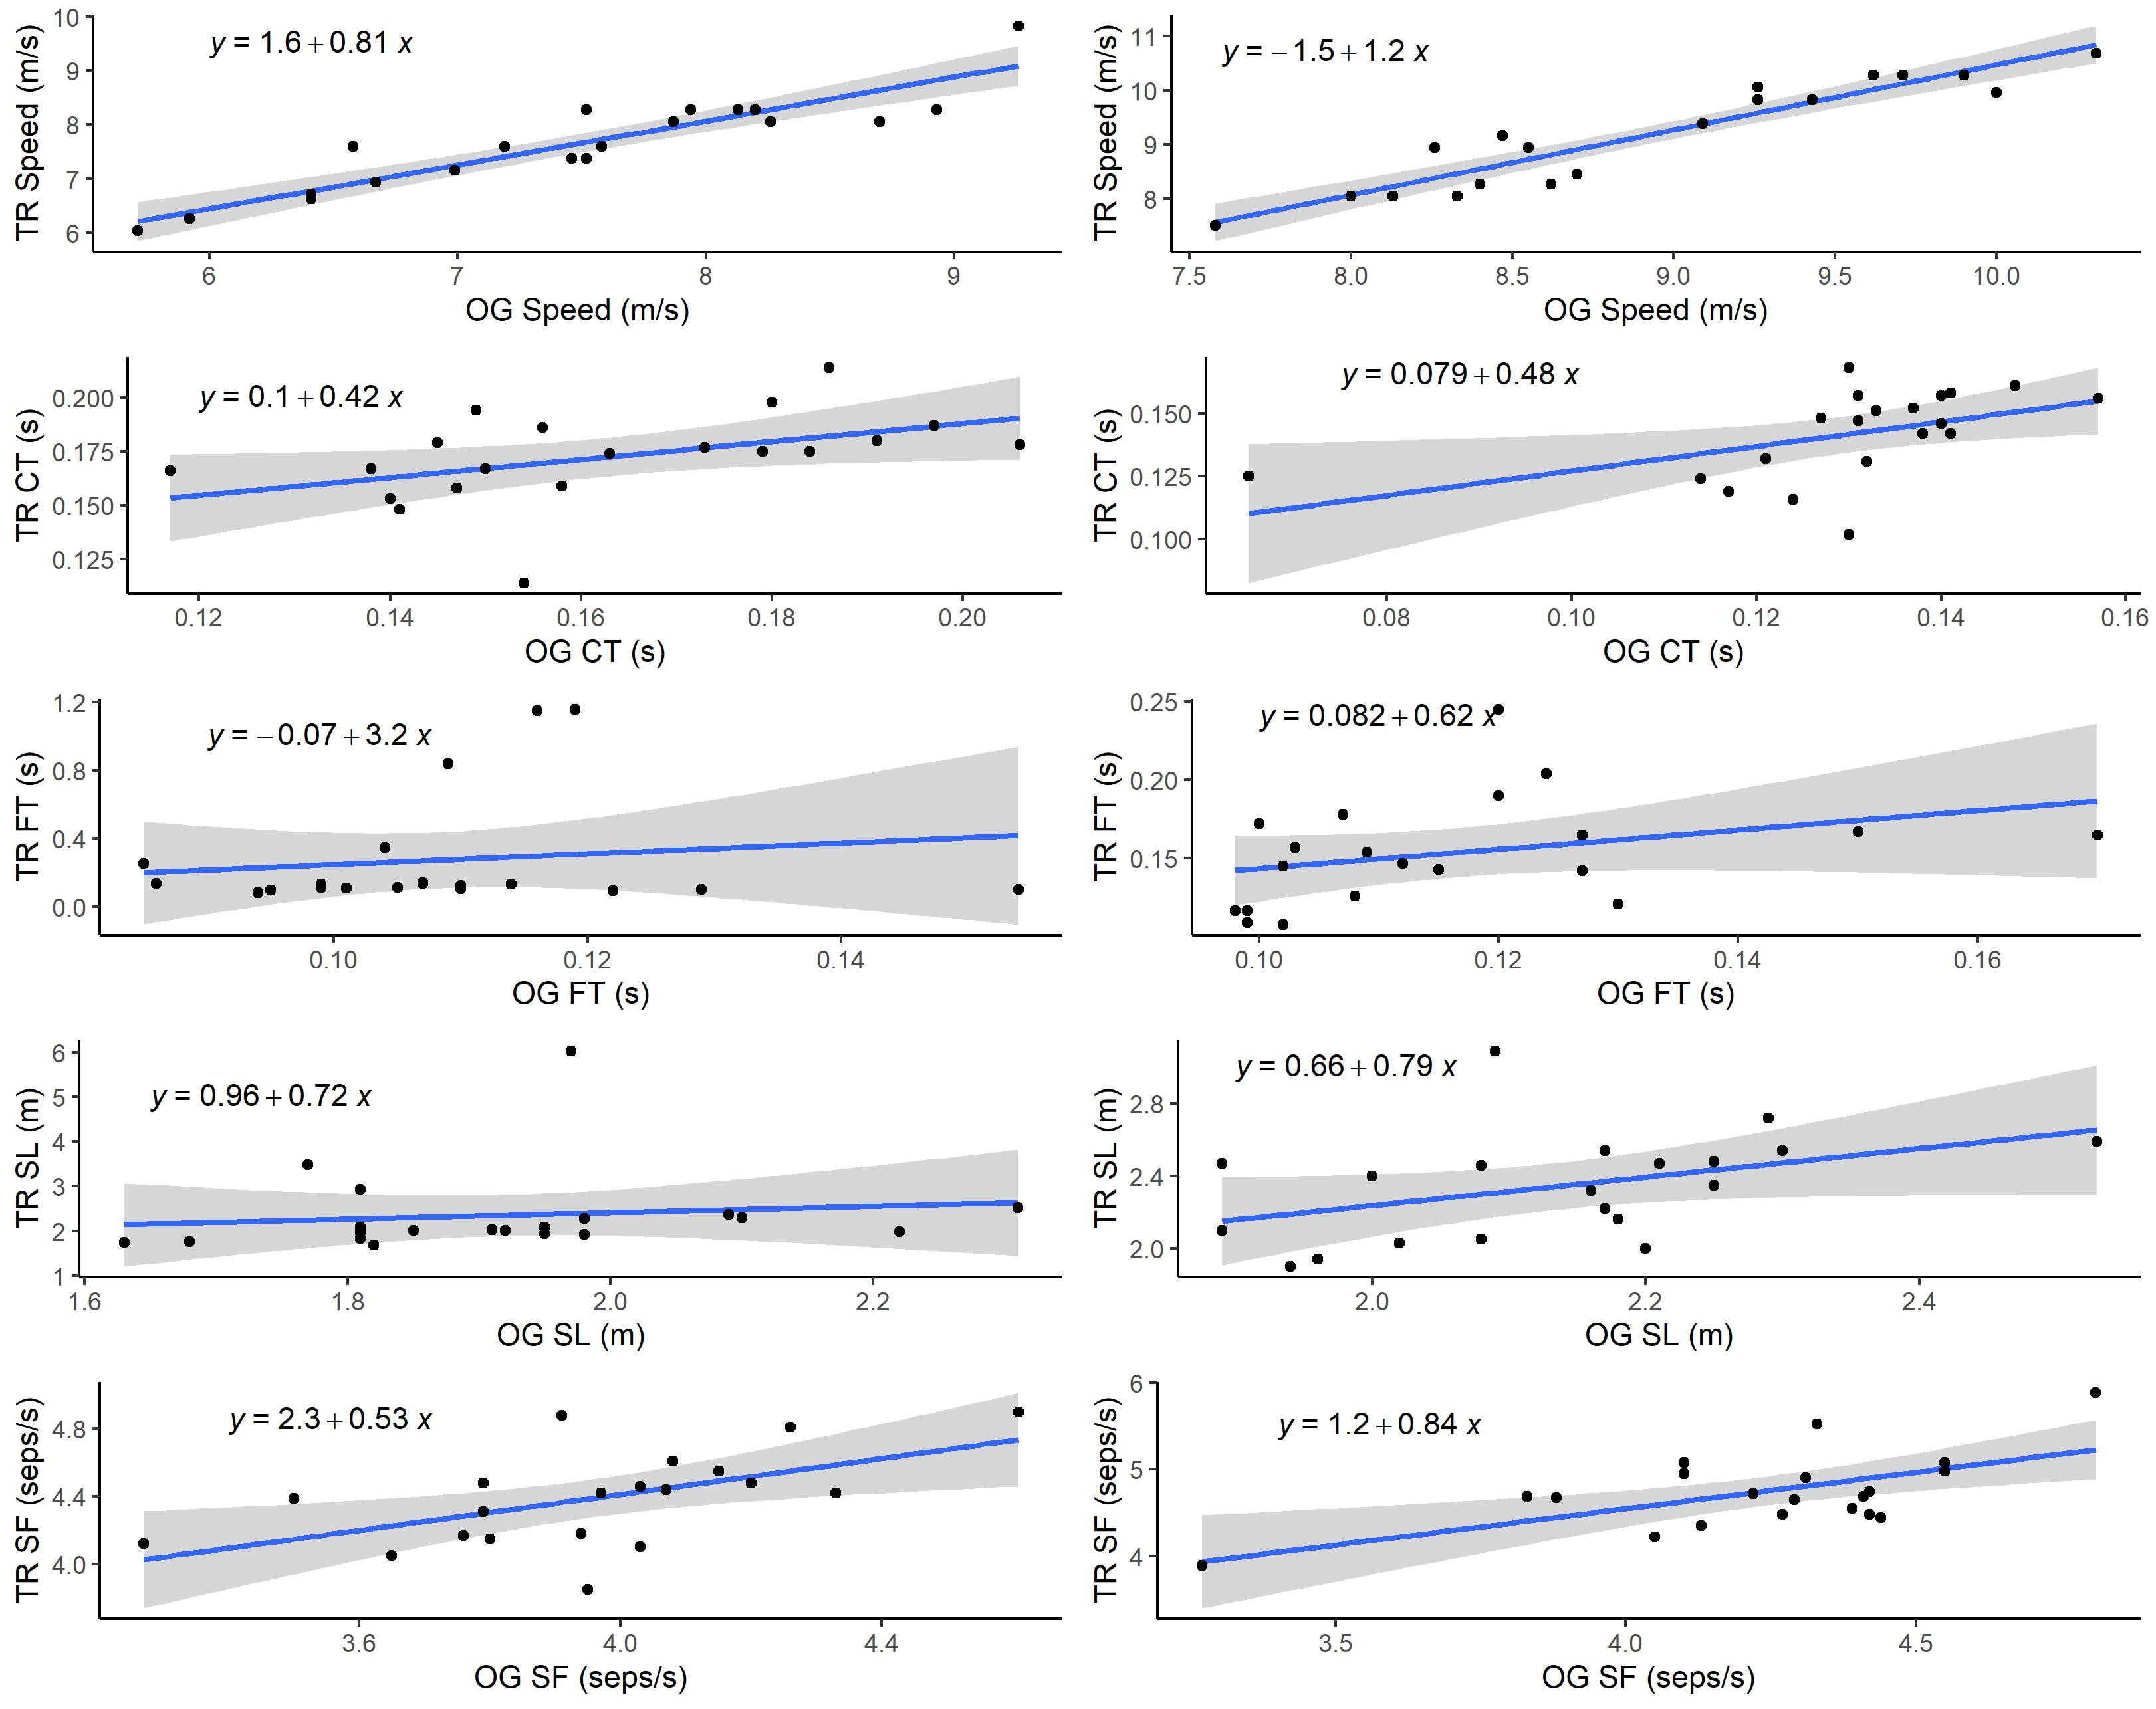 y = 1.6 + 0.81 x
TR Speed (m/s)
10
9
8
7
6
6 7 8 9
OG Speed (m/s)
y = −1.5 + 1.2 x
TR Speed (m/s)
11
10
9
8
7.5 8.0 8.5 9.0 9.5 10.0
OG Speed (m/s)
y = 0.1 + 0.42 x
TR CT (s)
0.200
0.175
0.150
0.125
0.12 0.14 0.16 0.18 0.20
OG CT (s)
y = 0.079 + 0.48 x
TR CT (s)
0.150
0.125
0.100
0.08 0.10 0.12 0.14 0.16
OG CT (s)
y = −0.07 + 3.2 x
TR FT (s)
1.2
0.8
0.4
0.0
0.10 0.12 0.14
OG FT (s)
y = 0.082 + 0.62 x
TR FT (s)
0.25
0.20
0.15
0.10 0.12 0.14 0.16
OG FT (s)
y = 0.96 + 0.72 x
TR SL (m)
6
5
4
3
2
1
1.6 1.8 2.0 2.2
OG SL (m)
y = 0.66 + 0.79 x
TR SL (m)
2.8
2.4
2.0
2.0 2.2 2.4
OG SL (m)
y = 2.3 + 0.53 x
TR SF (seps/s)
4.8
4.4
4.0
3.6 4.0 4.4
OG SF (seps/s)
y = 1.2 + 0.84 x
TR SF (seps/s)
6
5
4
3.5 4.0 4.5
OG SF (seps/s)